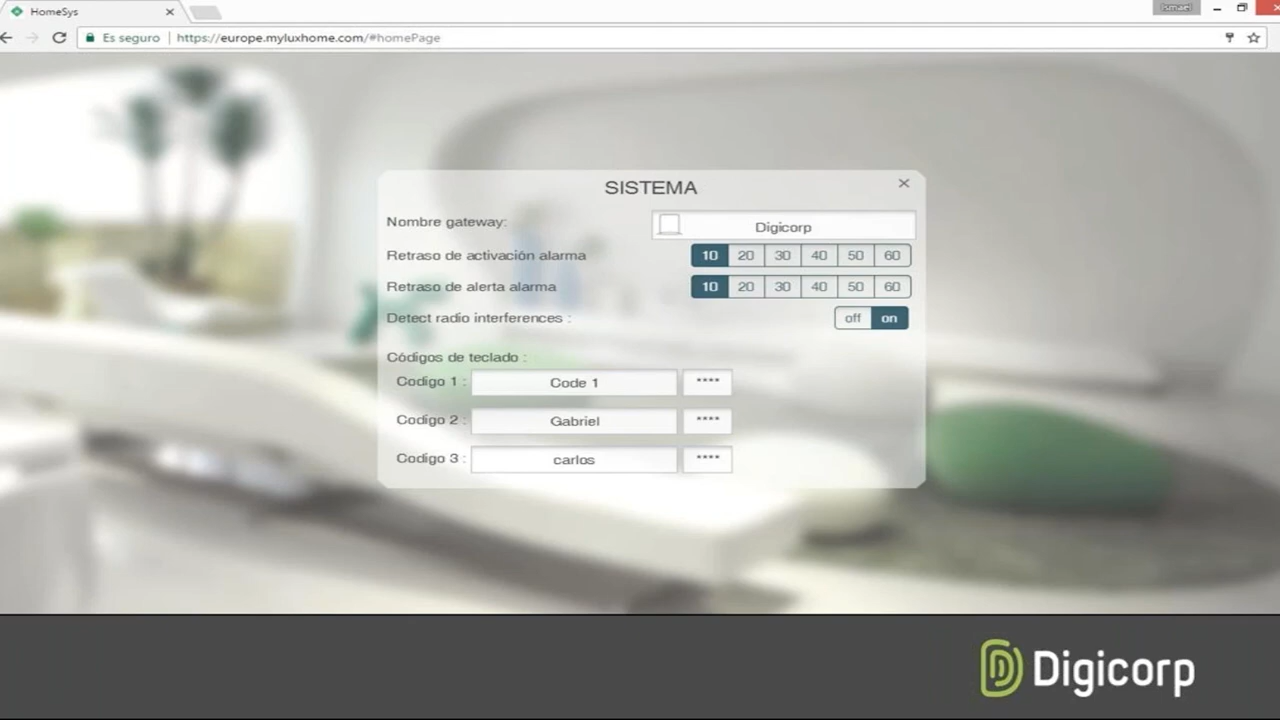 HomeSys
Ismael
Es seguro https://europe.myluxhome.com/#homePage
SISTEMA
Nombre gateway: Digicorp
Retraso de activación alarma 10 20 30 40 50 60
Retraso de alerta alarma 10 20 30 40 50 60
Detect radio interferences : off on
Códigos de teclado :
Codigo 1 : Code 1 ****
Codigo 2 : Gabriel ****
Codigo 3 : carlos ****
Digicorp